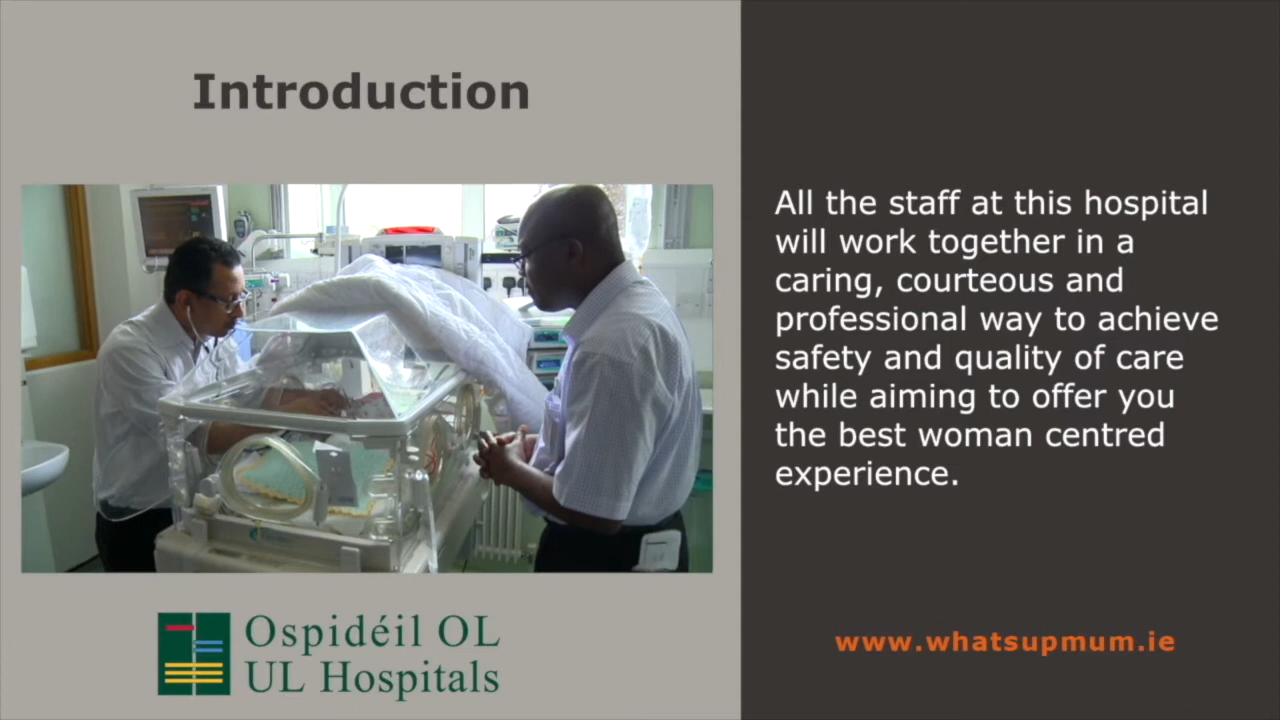 Introduction
All the staff at this hospital
will work together in a
caring, courteous and
professional way to achieve
safety and quality of care
while aiming to offer you
the best woman centred
experience.
Ospidéil OL
UL Hospitals
www.whatsupmum.ie